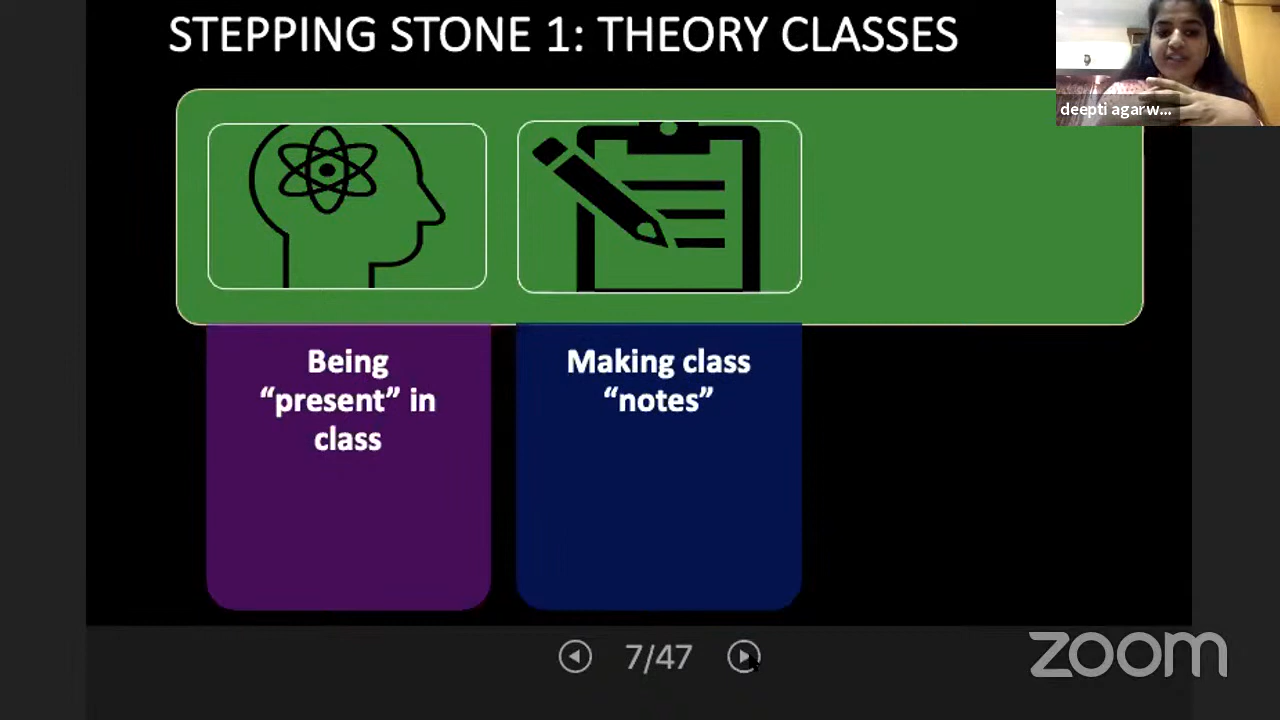 STEPPING STONE 1: THEORY CLASSES
deepti agarw...
Being
“present” in
class
Making class
“notes”
7/47
zoom